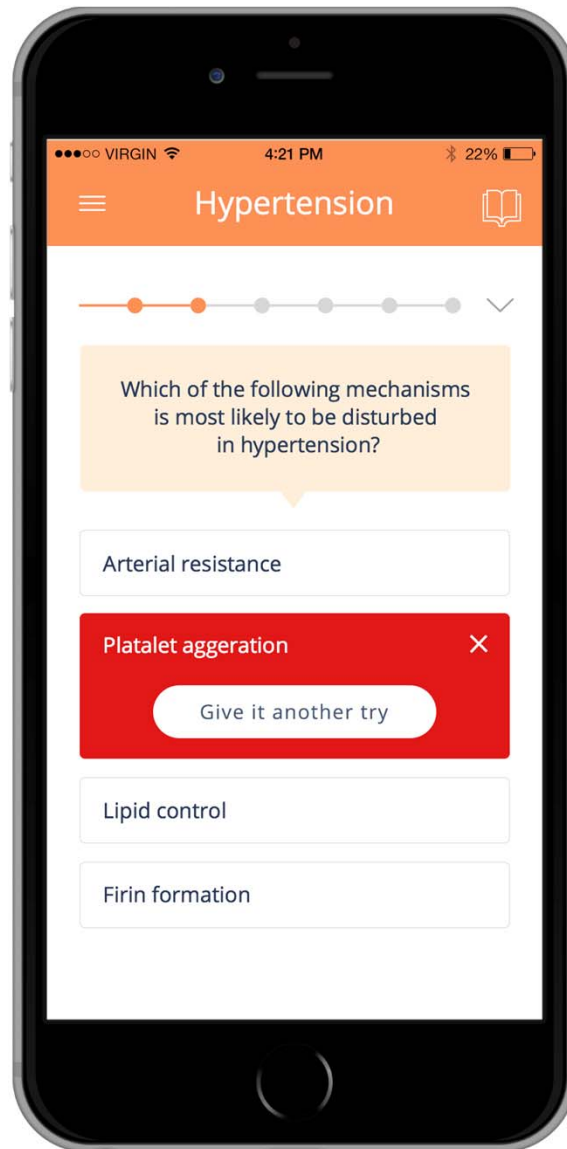 VIRGIN 4:21 PM 22%
Hypertension
Which of the following mechanisms
is most likely to be disturbed
in hypertension?
Arterial resistance
Platalet aggeration
Give it another try
Lipid control
Firin formation